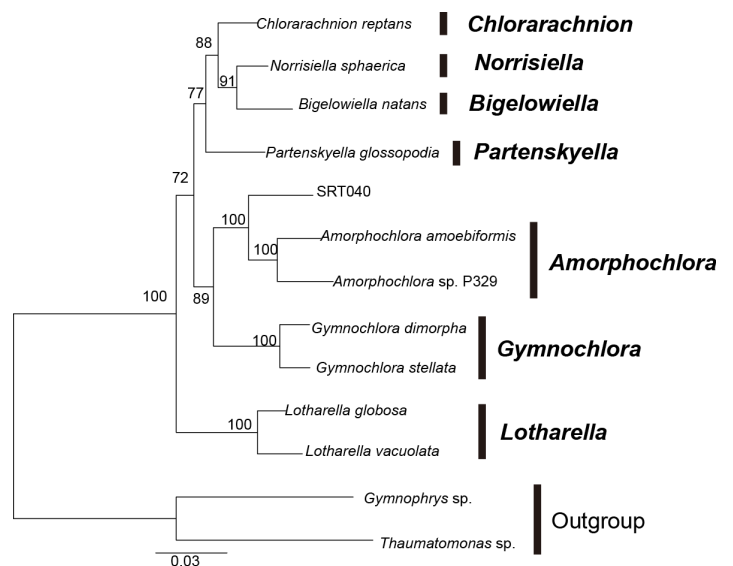 Chlorarachnion reptans
Chlorarachnion
88
Norrisiella sphaerica
Norrisiella
91
77
Bigelowiella natans
Bigelowiella
Partenskyella glossopodia
Partenskyella
72
SRT040
100
Amorphochlora amoebiformis
100
Amorphochlora
Amorphochlora sp. P329
100
89
Gymnochlora dimorpha
100
Gymnochlora
Gymnochlora stellata
Lotharella globosa
100
Lotharella
Lotharella vacuolata
Gymnophrys sp.
Outgroup
Thaumatomonas sp.
0.03